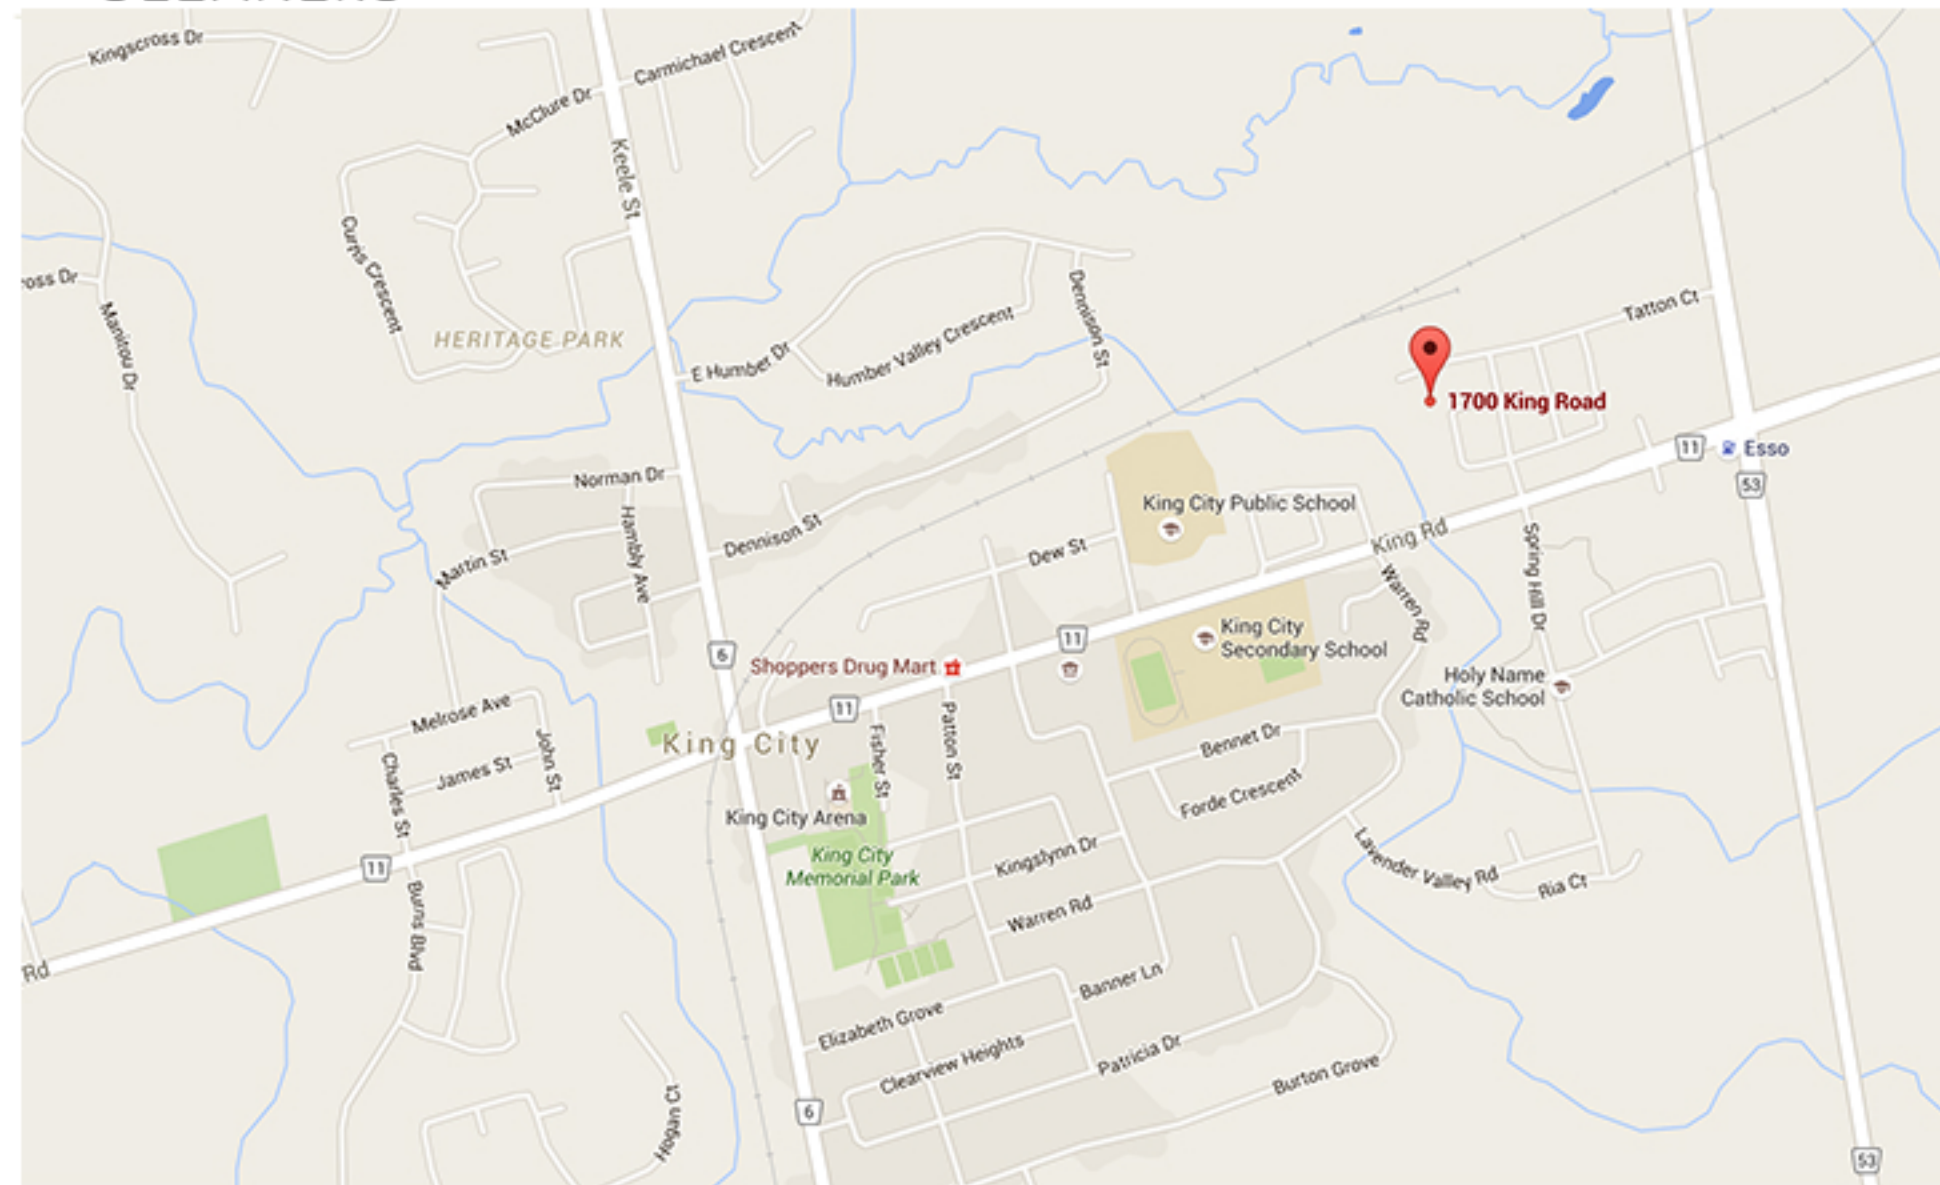 Kingscross Dr
Carmichael Crescent
McClure Dr
Keele St
Curris Crescent
ross Dr
Manitou Dr
HERITAGE PARK
E Humber Dr
Humber Valley Crescent
Dennison St
Tatton Ct
1700 King Road
11
Esso
53
Norman Dr
Hambly Ave
Martin St
Dennison St
Dew St
King City Public School
King Rd
Warren Rd
Spring Hill Dr
6
Shoppers Drug Mart
11
King City
Secondary School
Holy Name
Catholic School
Melrose Ave
John St
James St
Charles St
11
King City
Fisher St
Patton St
Bennet Dr
Forde Crescent
King City Arena
King City
Memorial Park
Kingslynn Dr
Warren Rd
Lavender Valley Rd
Ria Ct
11
Burns Blvd
Rd
Banner Ln
Elizabeth Grove
Clearview Heights
Patricia Dr
Burton Grove
6
Hogan Ct
53